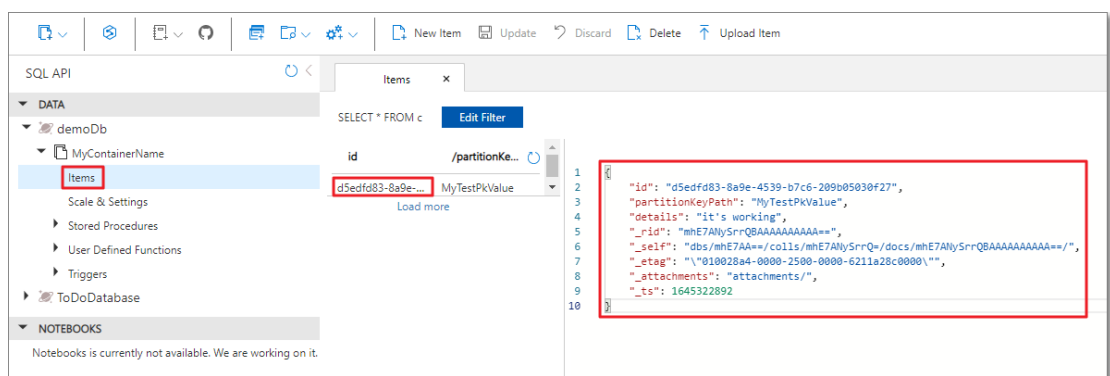 New Item Update Discard Delete Upload Item
SQL API
Items
DATA
demoDb
MyContainerName
Items
Scale & Settings
Stored Procedures
User Defined Functions
Triggers
ToDoDatabase
NOTEBOOKS
Notebooks is currently not available. We are working on it.
SELECT * FROM c Edit Filter
id /partitionKe...
d5edfd83-8a9e-... MyTestPkValue
Load more
1 {
2 "id": "d5edfd83-8a9e-4539-b7c6-209b05030f27",
3 "partitionKeyPath": "MyTestPkValue",
4 "details": "it's working",
5 "_rid": "mhE7ANySrrQBAAAAAAAAAA==",
6 "_self": "dbs/mhE7AA==/colls/mhE7ANySrrQ=/docs/mhE7ANySrrQBAAAAAAAAAA==/",
7 "_etag": "\"010028a4-0000-2500-0000-6211a28c0000\"",
8 "_attachments": "attachments/",
9 "_ts": 1645322892
10 }